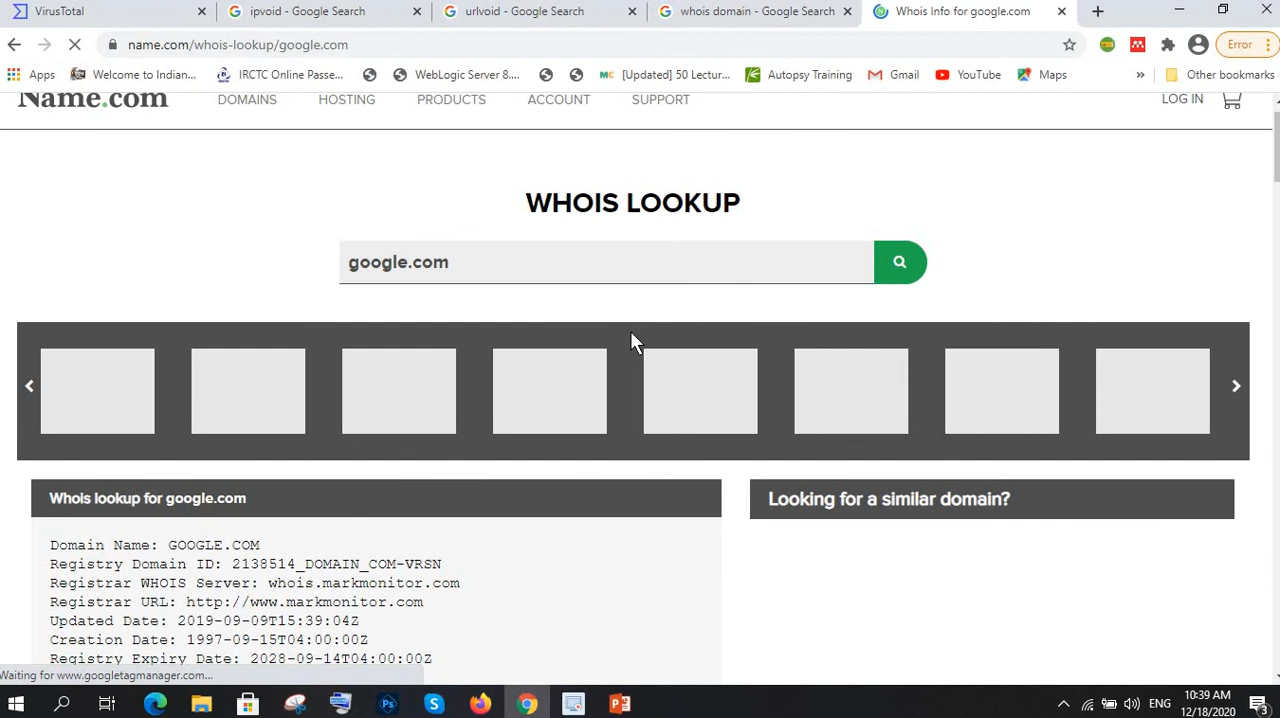 VirusTotal
ipvoid - Google Search
urlvoid - Google Search
whois domain - Google Search
Whois Info for google.com
name.com/whois-lookup/google.com
Error
Apps
Welcome to Indian...
IRCTC Online Passe...
WebLogic Server 8...
MC
[Updated] 50 Lectur...
Autopsy Training
Gmail
YouTube
Maps
»
Other bookmarks
Name.com
DOMAINS
HOSTING
PRODUCTS
ACCOUNT
SUPPORT
LOG IN
WHOIS LOOKUP
google.com
Whois lookup for google.com
Looking for a similar domain?
Domain Name: GOOGLE.COM
Registry Domain ID: 2138514_DOMAIN_COM-VRSN
Registrar WHOIS Server: whois.markmonitor.com
Registrar URL: http://www.markmonitor.com
Updated Date: 2019-09-09T15:39:04Z
Creation Date: 1997-09-15T04:00:00Z
Registry Expiry Date: 2028-09-14T04:00:00Z
Waiting for www.googletagmanager.com...
ENG
10:39 AM
12/18/2020
3